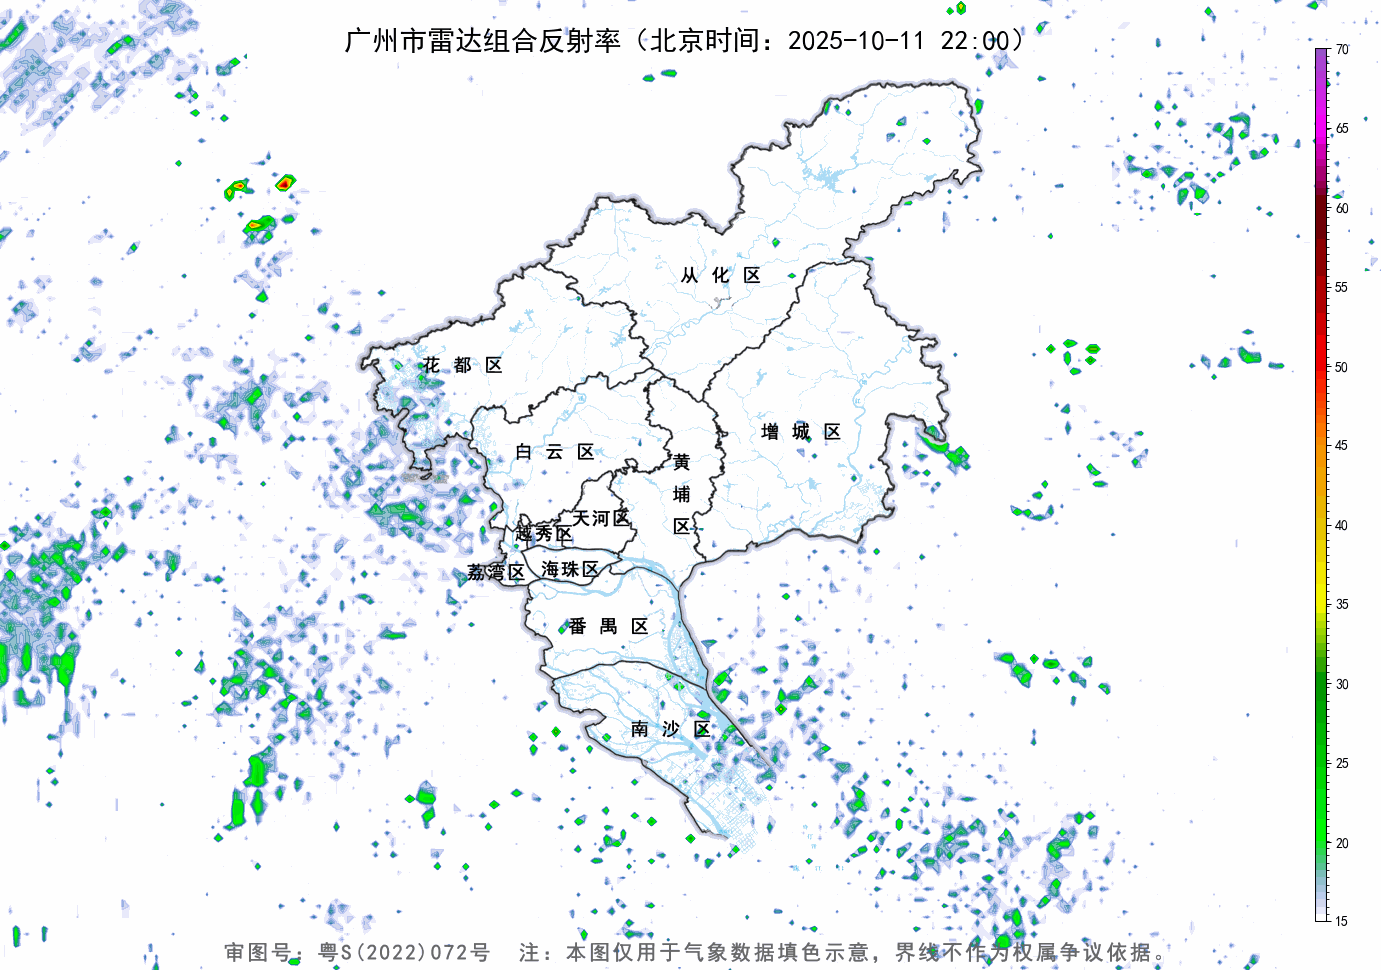 广州市雷达组合反射率（北京时间：2025-10-11 22:00）
70
65
60
55
50
45
40
35
30
25
20
15
从化区
花都区
增城区
白云区
黄埔区
天河区
越秀区
荔湾区
海珠区
番禺区
南沙区
审图号：粤S(2022)072号 注：本图仅用于气象数据填色示意，界线不作为权属争议依据。